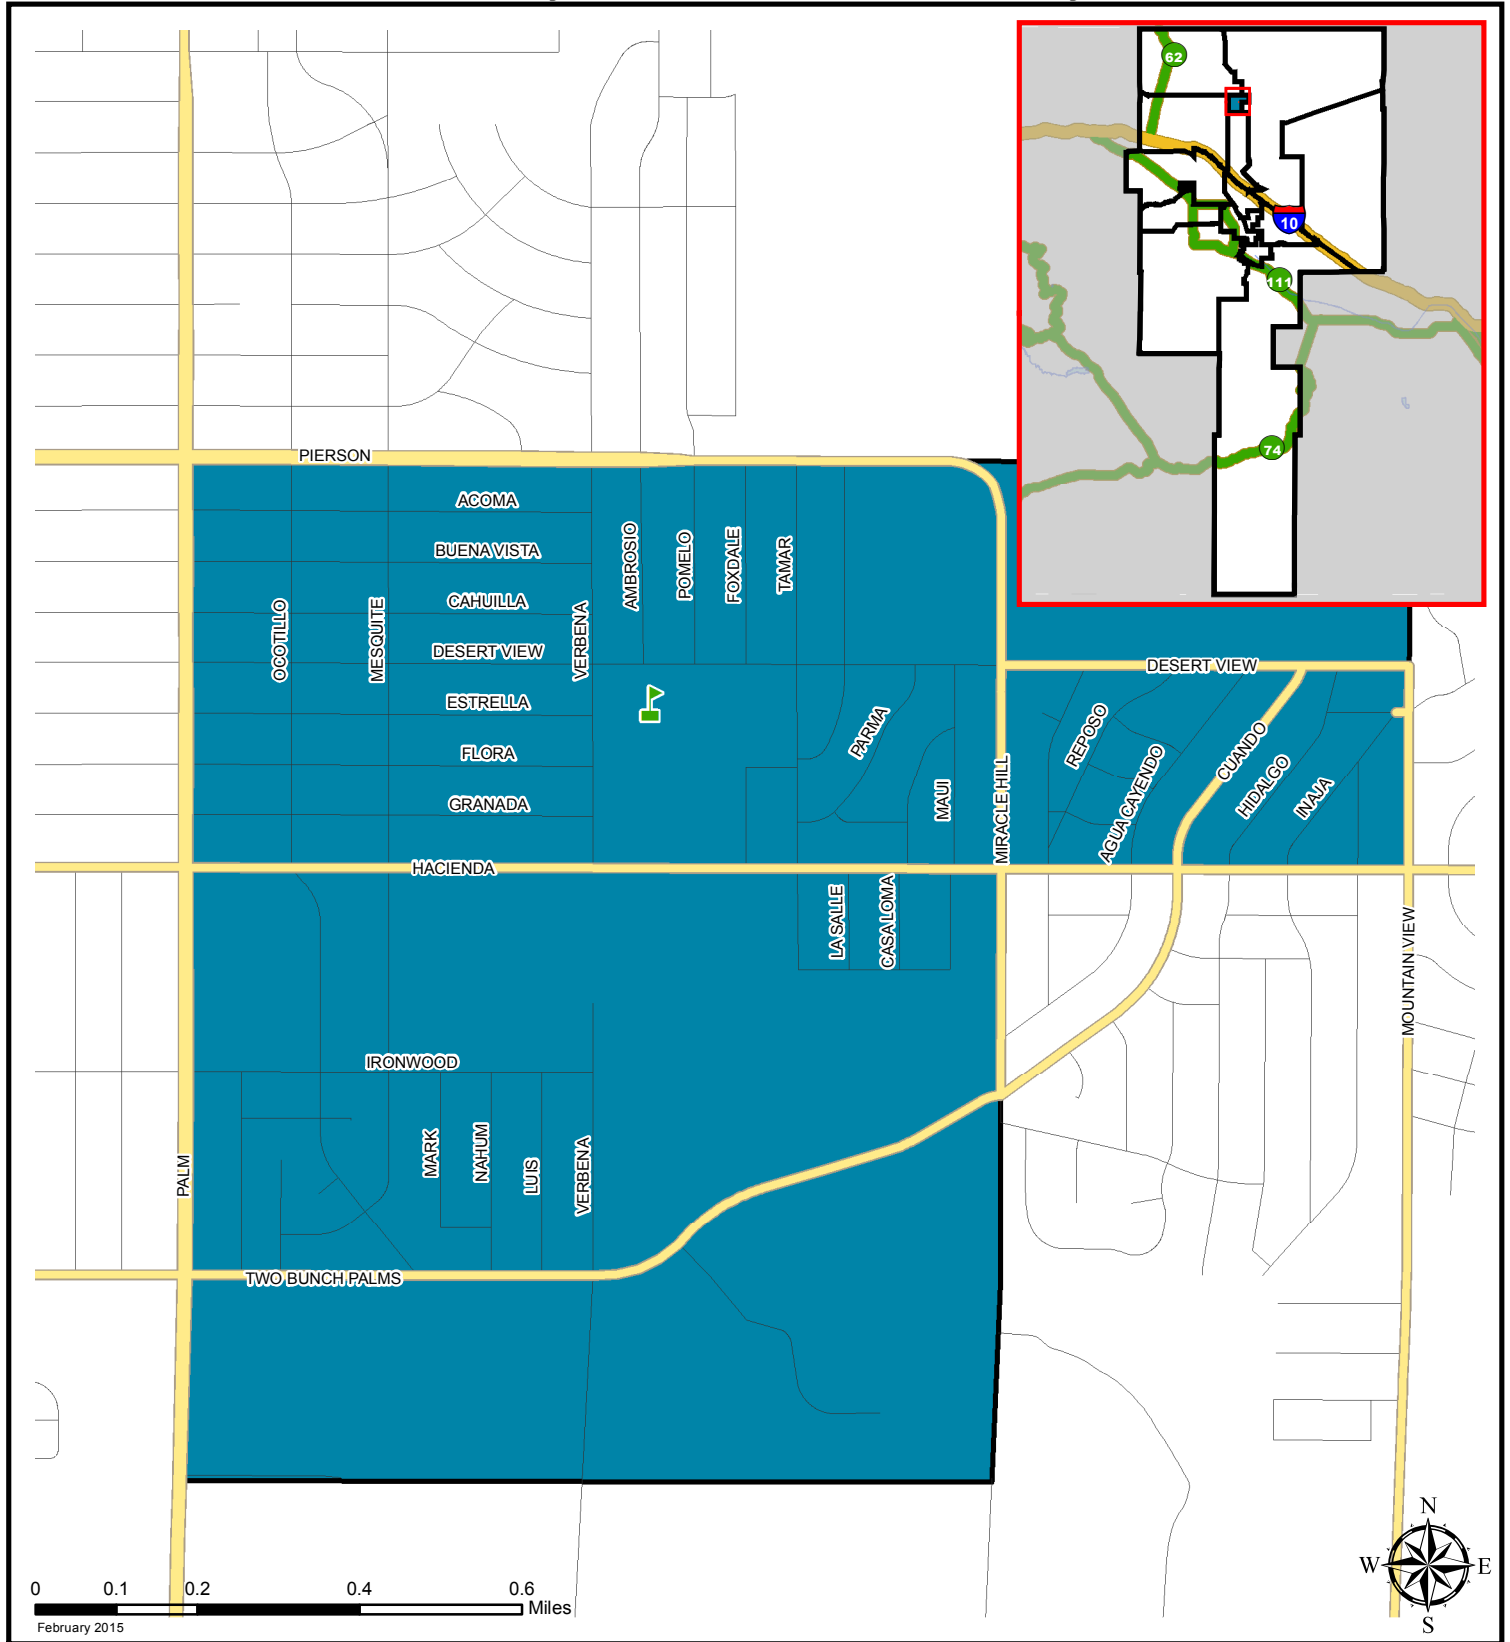 62
10
111
74
PIERSON
ACOMA
BUENA VISTA
CAHUILLA
DESERT VIEW
ESTRELLA
FLORA
GRANADA
OCOTILLO
MESQUITE
VERBENA
AMBROSIO
POMELO
FOXDALE
TAMAR
DESERT VIEW
PARMA
MAUI
MIRACLE HILL
REPOSO
AGUA CAYENDO
CUANDO
HIDALGO
INAJA
HACIENDA
LA SALLE
CASA LOMA
MOUNTAIN VIEW
IRONWOOD
MARK
NAHUM
LUIS
VERBENA
PALM
TWO BUNCH PALMS
N
W
E
S
0 0.1 0.2 0.4 0.6
Miles
February 2015